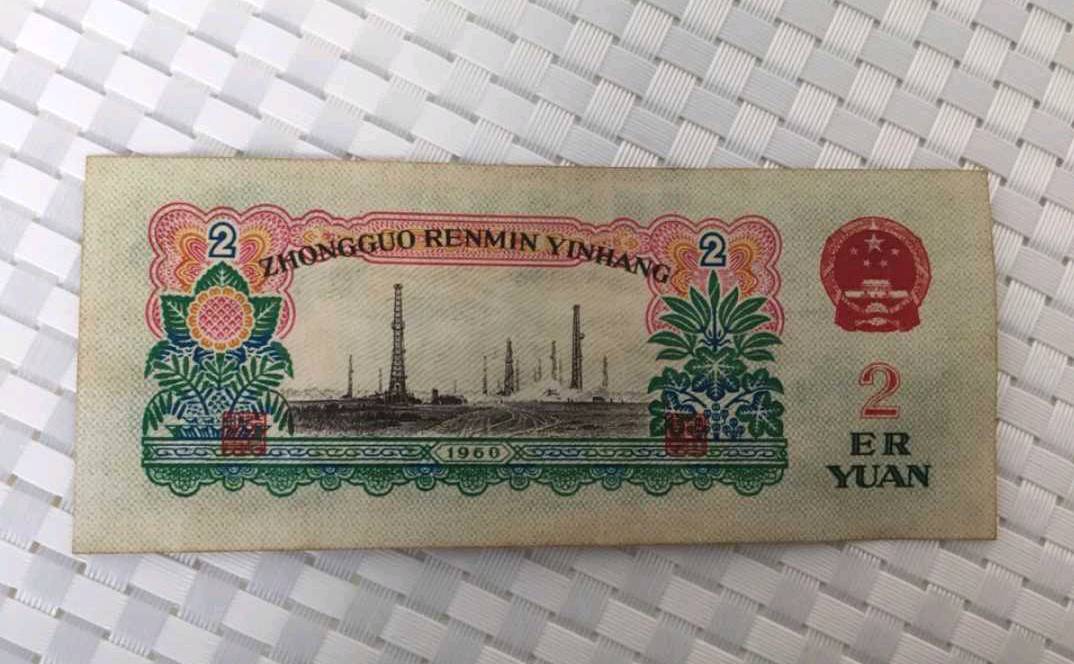 2 ZHONGGUO RENMIN YINHANG 2
1960
2
ER
YUAN